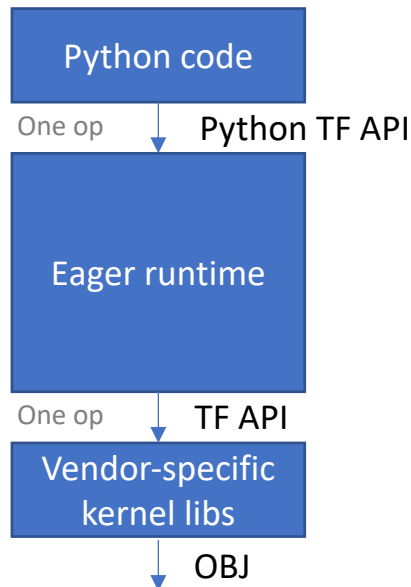 Python code
One op
Python TF API
Eager runtime
One op
TF API
Vendor-specific
kernel libs
OBJ